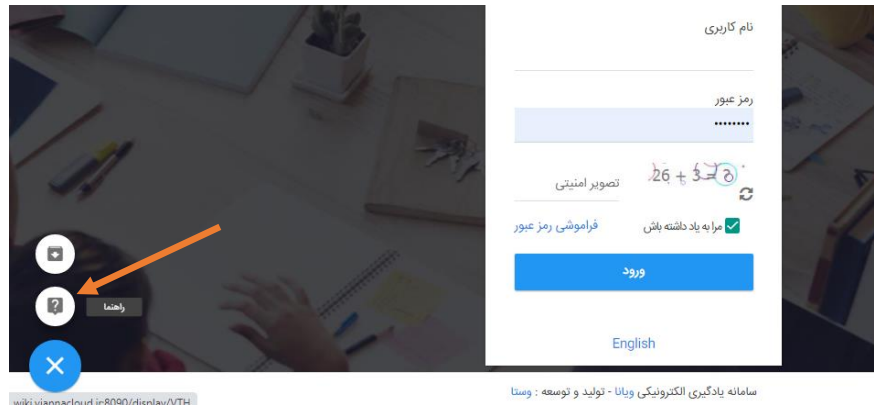 نام کاربری
رمز عبور
••••••••
26 + 3 = ?
تصویر امنیتی
مرا به یاد داشته باش
فراموشی رمز عبور
ورود
راهنما
English
سامانه یادگیری الکترونیکی ویانا - تولید و توسعه : وستا
wiki.viannacloud.ir:8090/display/VTH